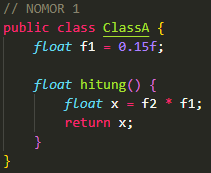 // NOMOR 1
public class ClassA {
    float f1 = 0.15f;

    float hitung() {
        float x = f2 * f1;
        return x;
    }
}